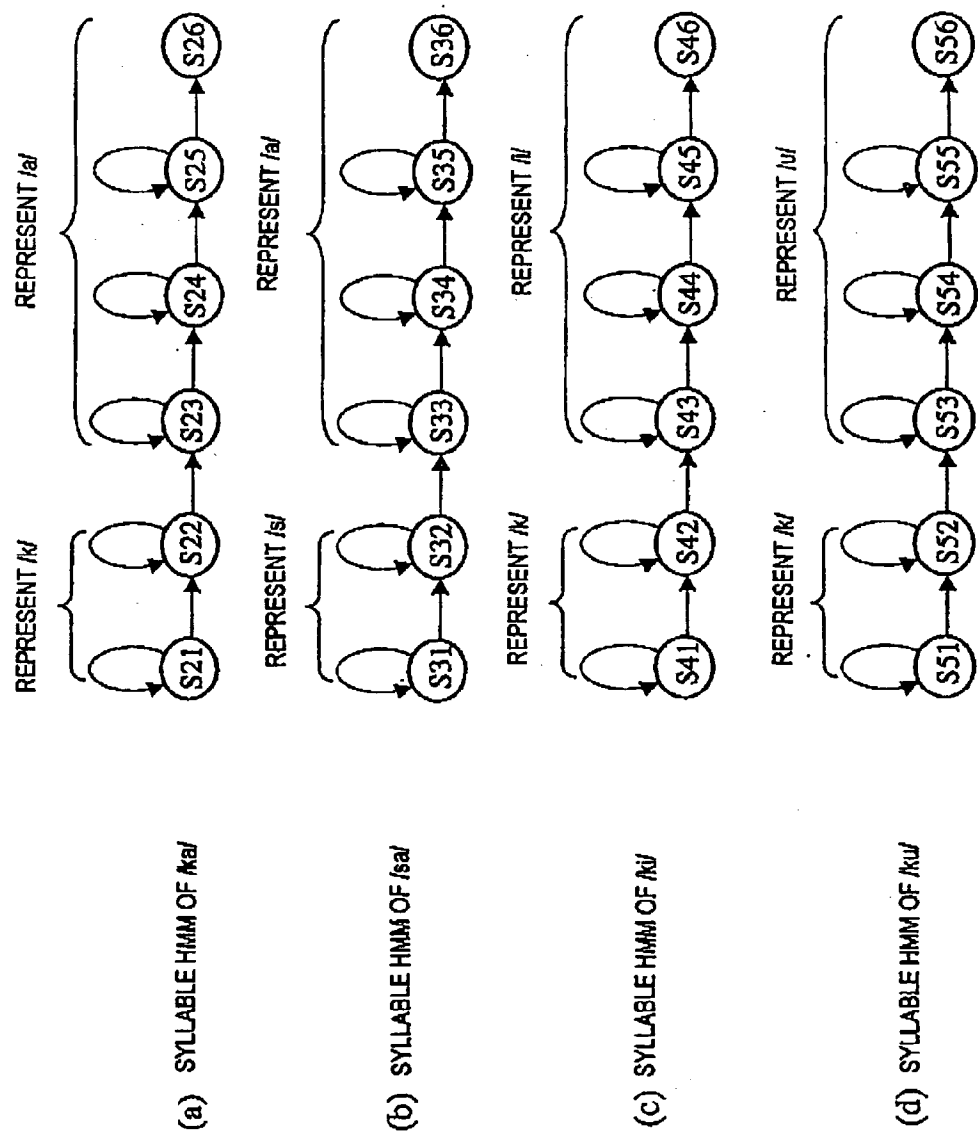 REPRESENT /k/ REPRESENT /a/
(a) SYLLABLE HMM OF /ka/ S21 S22 S23 S24 S25 S26
REPRESENT /s/ REPRESENT /a/
(b) SYLLABLE HMM OF /sa/ S31 S32 S33 S34 S35 S36
REPRESENT /k/ REPRESENT /i/
(c) SYLLABLE HMM OF /ki/ S41 S42 S43 S44 S45 S46
REPRESENT /k/ REPRESENT /u/
(d) SYLLABLE HMM OF /ku/ S51 S52 S53 S54 S55 S56